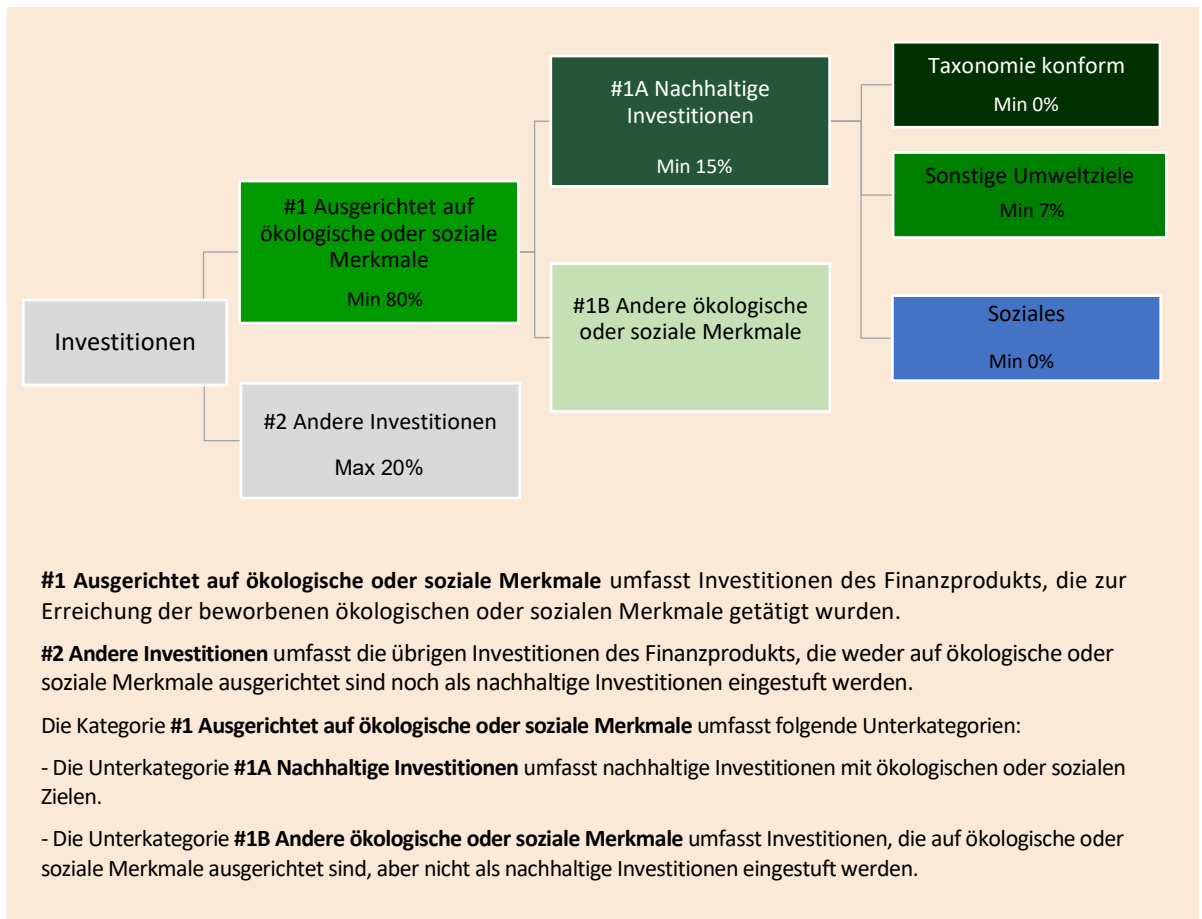 Investitionen
#1 Ausgerichtet auf
ökologische oder soziale
Merkmale
Min 80%
#2 Andere Investitionen
Max 20%
#1A Nachhaltige
Investitionen
Min 15%
#1B Andere ökologische
oder soziale Merkmale
Taxonomie konform
Min 0%
Sonstige Umweltziele
Min 7%
Soziales
Min 0%
#1 Ausgerichtet auf ökologische oder soziale Merkmale umfasst Investitionen des Finanzprodukts, die zur
Erreichung der beworbenen ökologischen oder sozialen Merkmale getätigt wurden.
#2 Andere Investitionen umfasst die übrigen Investitionen des Finanzprodukts, die weder auf ökologische oder
soziale Merkmale ausgerichtet sind noch als nachhaltige Investitionen eingestuft werden.
Die Kategorie #1 Ausgerichtet auf ökologische oder soziale Merkmale umfasst folgende Unterkategorien:
- Die Unterkategorie #1A Nachhaltige Investitionen umfasst nachhaltige Investitionen mit ökologischen oder sozialen
Zielen.
- Die Unterkategorie #1B Andere ökologische oder soziale Merkmale umfasst Investitionen, die auf ökologische oder
soziale Merkmale ausgerichtet sind, aber nicht als nachhaltige Investitionen eingestuft werden.